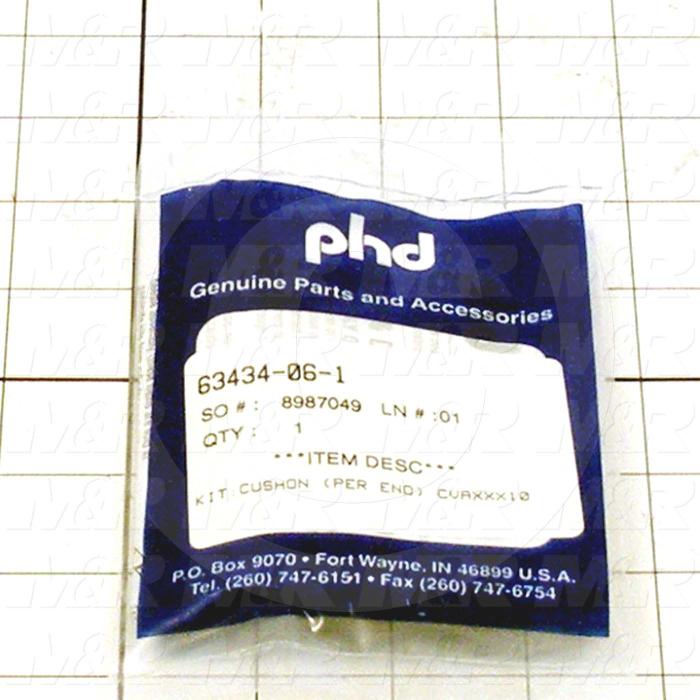 phd
Genuine Parts and Accessories
63434-06-1
SO #: 8987049 LN #:01
QTY: 1
***ITEM DESC***
KIT:CUSHON (PER END) CVAXXX10
P.O. Box 9070 • Fort Wayne, IN 46899 U.S.A.
Tel. (260) 747-6151 • Fax (260) 747-6754
M&R